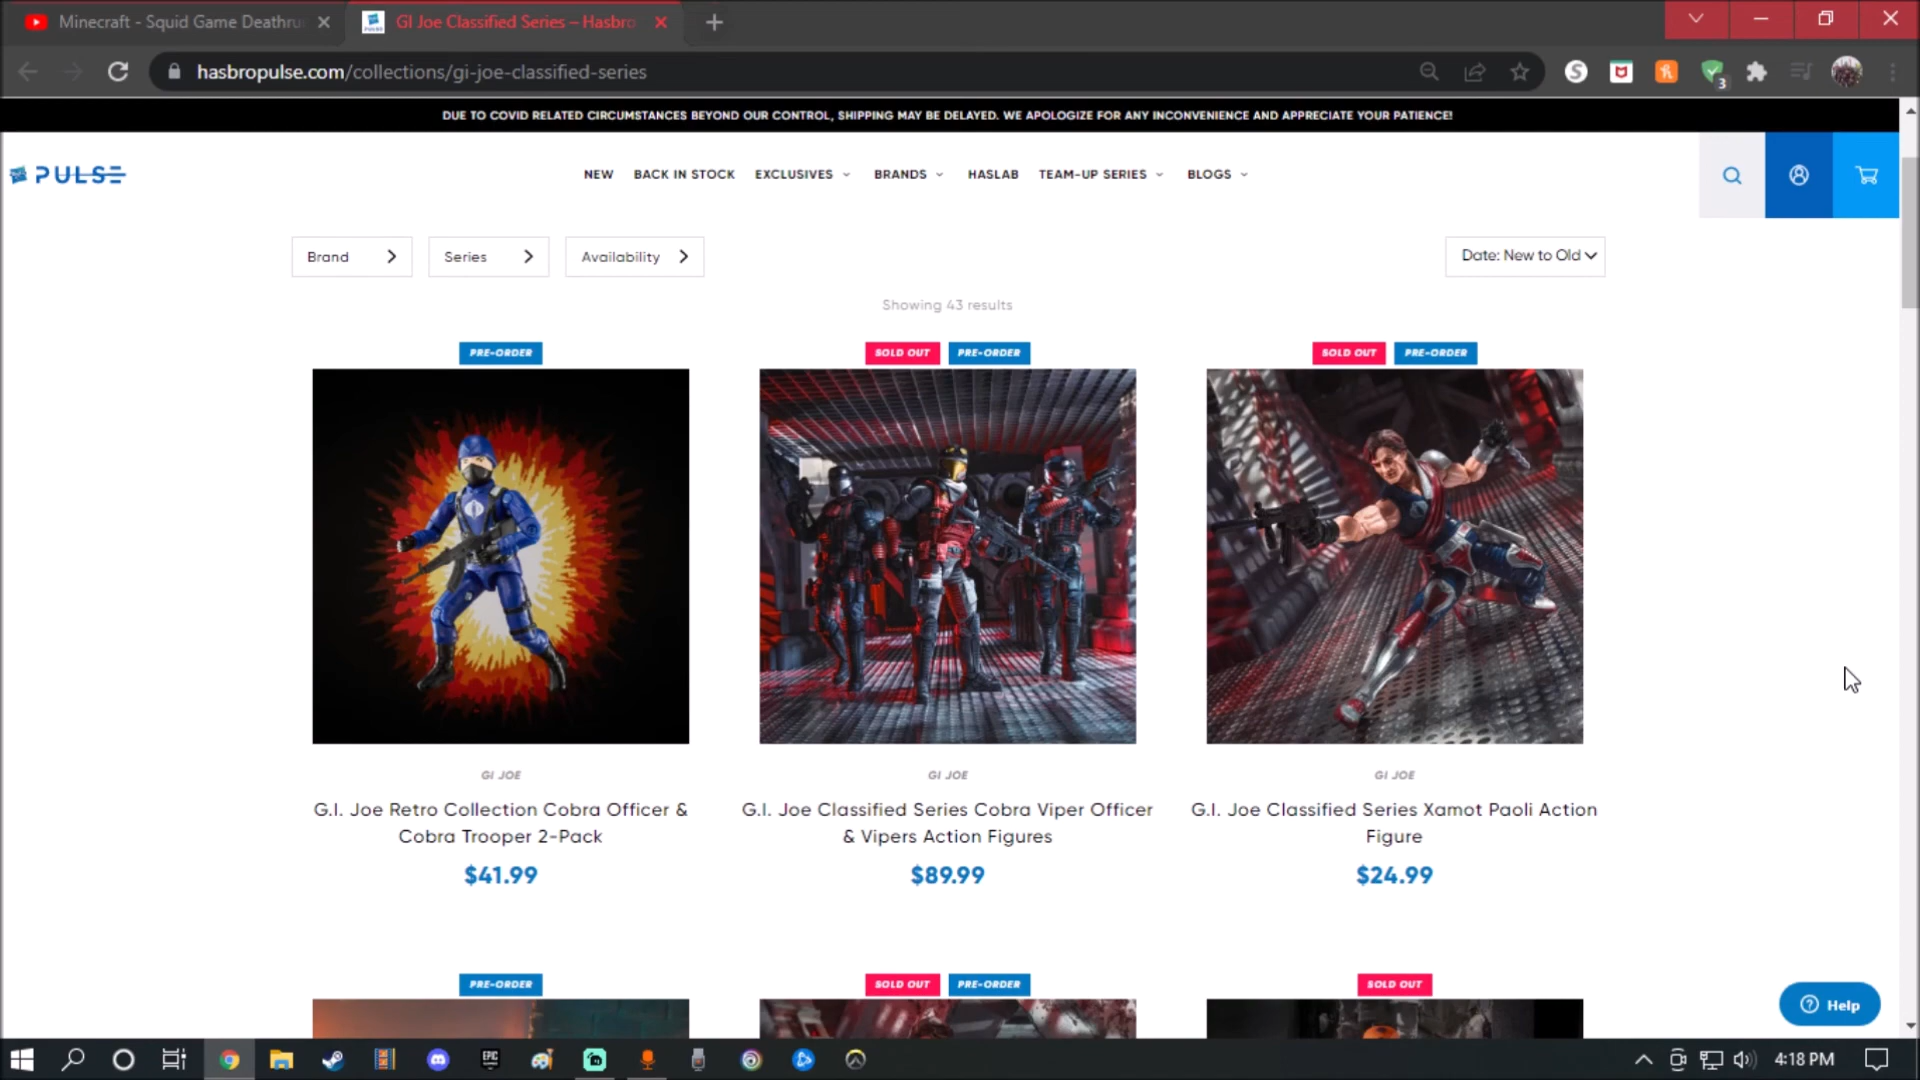 Minecraft - Squid Game Deathru
GI Joe Classified Series – Hasbro
hasbropulse.com/collections/gi-joe-classified-series
3
DUE TO COVID RELATED CIRCUMSTANCES BEYOND OUR CONTROL, SHIPPING MAY BE DELAYED. WE APOLOGIZE FOR ANY INCONVENIENCE AND APPRECIATE YOUR PATIENCE!
PULSE
NEW BACK IN STOCK EXCLUSIVES BRANDS HASLAB TEAM-UP SERIES BLOGS
Brand Series Availability Date: New to Old
Showing 43 results
PRE-ORDER SOLD OUT PRE-ORDER SOLD OUT PRE-ORDER
GI JOE
G.I. Joe Retro Collection Cobra Officer &
Cobra Trooper 2-Pack
$41.99
GI JOE
G.I. Joe Classified Series Cobra Viper Officer
& Vipers Action Figures
$89.99
GI JOE
G.I. Joe Classified Series Xamot Paoli Action
Figure
$24.99
PRE-ORDER SOLD OUT PRE-ORDER SOLD OUT
Help
EPIC
4:18 PM